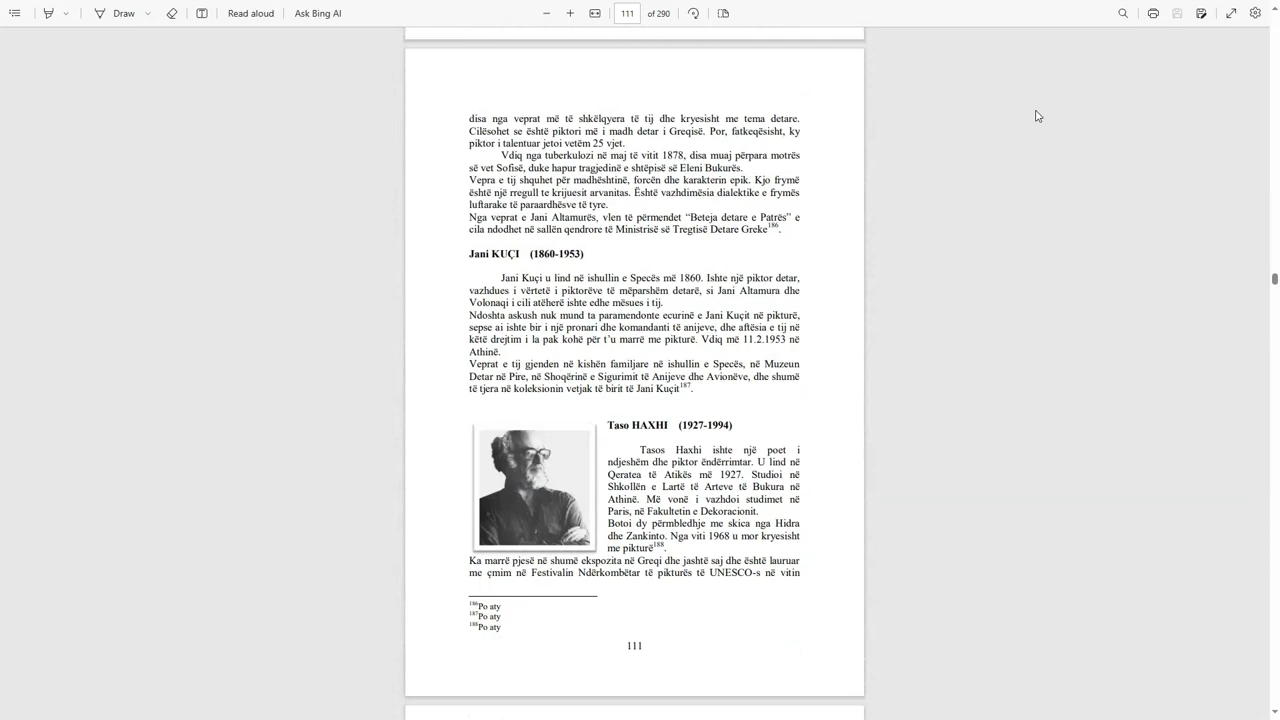 Draw
Read aloud
Ask Bing AI
111 of 290
disa nga veprat më të shkëlqyera të tij dhe kryesisht me tema detare.
Cilësohet se është piktori më i madh detar i Greqisë. Por, fatkeqësisht, ky
piktor i talentuar jetoi vetëm 25 vjet.
Vdiq nga tuberkulozi në maj të vitit 1878, disa muaj përpara motrës
së vet Sofisë, duke hapur tragjedinë e shtëpisë së Eleni Bukurës.
Vepra e tij shquhet për madhështinë, forcën dhe karakterin epik. Kjo frymë
është një rregull te krijuesit arvanitas. Është vazhdimësia dialektike e frymës
luftarake të paraardhësve të tyre.
Nga veprat e Jani Altamurës, vlen të përmendet “Beteja detare e Patrës” e
cila ndodhet në sallën qendrore të Ministrisë së Tregtisë Detare Greke186.
Jani KUÇI (1860-1953)
Jani Kuçi u lind në ishullin e Specës më 1860. Ishte një piktor detar,
vazhdues i vërtetë i piktorëve të mëparshëm detarë, si Jani Altamura dhe
Volonaqi i cili atëherë ishte edhe mësues i tij.
Ndoshta askush nuk mund ta paramendonte ecurinë e Jani Kuçit në pikturë,
sepse ai ishte bir i një pronari dhe komandanti të anijeve, dhe aftësia e tij në
këtë drejtim i la pak kohë për t’u marrë me pikturë. Vdiq më 11.2.1953 në
Athinë.
Veprat e tij gjenden në kishën familjare në ishullin e Specës, në Muzeun
Detar në Pire, në Shoqërinë e Sigurimit të Anijeve dhe Avionëve, dhe shumë
të tjera në koleksionin vetjak të birit të Jani Kuçit187.
Taso HAXHI (1927-1994)
Tasos Haxhi ishte një poet i
ndjeshëm dhe piktor ëndërrimtar. U lind në
Qeratea të Atikës më 1927. Studioi në
Shkollën e Lartë të Arteve të Bukura në
Athinë. Më vonë i vazhdoi studimet në
Paris, në Fakultetin e Dekoracionit.
Botoi dy përmbledhje me skica nga Hidra
dhe Zankinto. Nga viti 1968 u mor kryesisht
me pikturë188.
Ka marrë pjesë në shumë ekspozita në Greqi dhe jashtë saj dhe është lauruar
me çmim në Festivalin Ndërkombëtar të pikturës të UNESCO-s në vitin
186Po aty
187Po aty
188Po aty
111